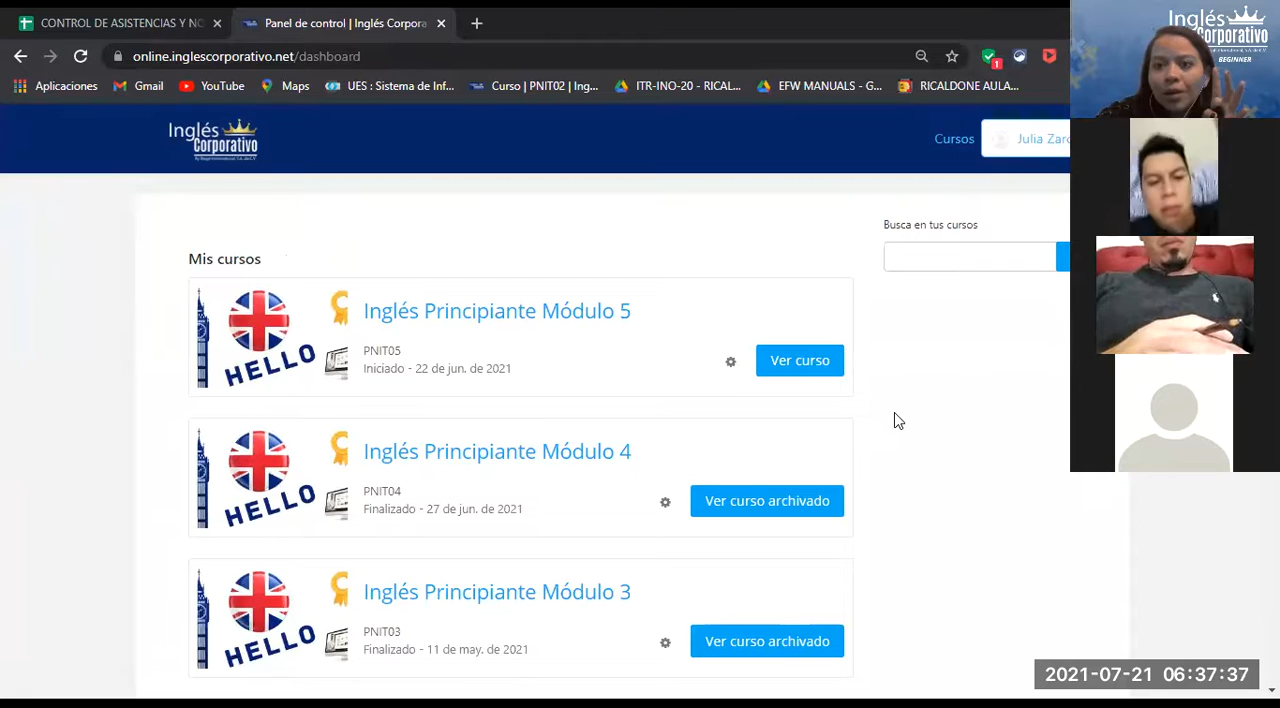 CONTROL DE ASISTENCIAS Y NO
Panel de control | Inglés Corpora
online.inglescorporativo.net/dashboard
1
Aplicaciones
Gmail
YouTube
Maps
UES : Sistema de Inf...
Curso | PNIT02 | Ing...
ITR-INO-20 - RICAL...
EFW MANUALS - G...
RICALDONE AULA...
Inglés
Corporativo
BEGINNER
Inglés
Corporativo
Cursos
Julia Zar
Busca en tus cursos
Mis cursos
HELLO
Inglés Principiante Módulo 5
PNIT05
Iniciado - 22 de jun. de 2021
Ver curso
HELLO
Inglés Principiante Módulo 4
PNIT04
Finalizado - 27 de jun. de 2021
Ver curso archivado
HELLO
Inglés Principiante Módulo 3
PNIT03
Finalizado - 11 de may. de 2021
Ver curso archivado
2021-07-21 06:37:37